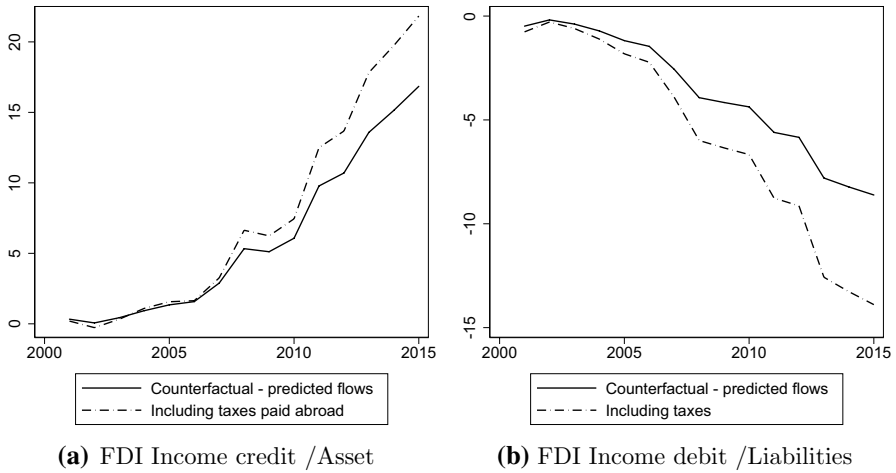 20
15
10
5
0
2000 2005 2010 2015
Counterfactual - predicted flows
Including taxes paid abroad
(a) FDI Income credit /Asset
0
-5
-10
-15
2000 2005 2010 2015
Counterfactual - predicted flows
Including taxes
(b) FDI Income debit /Liabilities